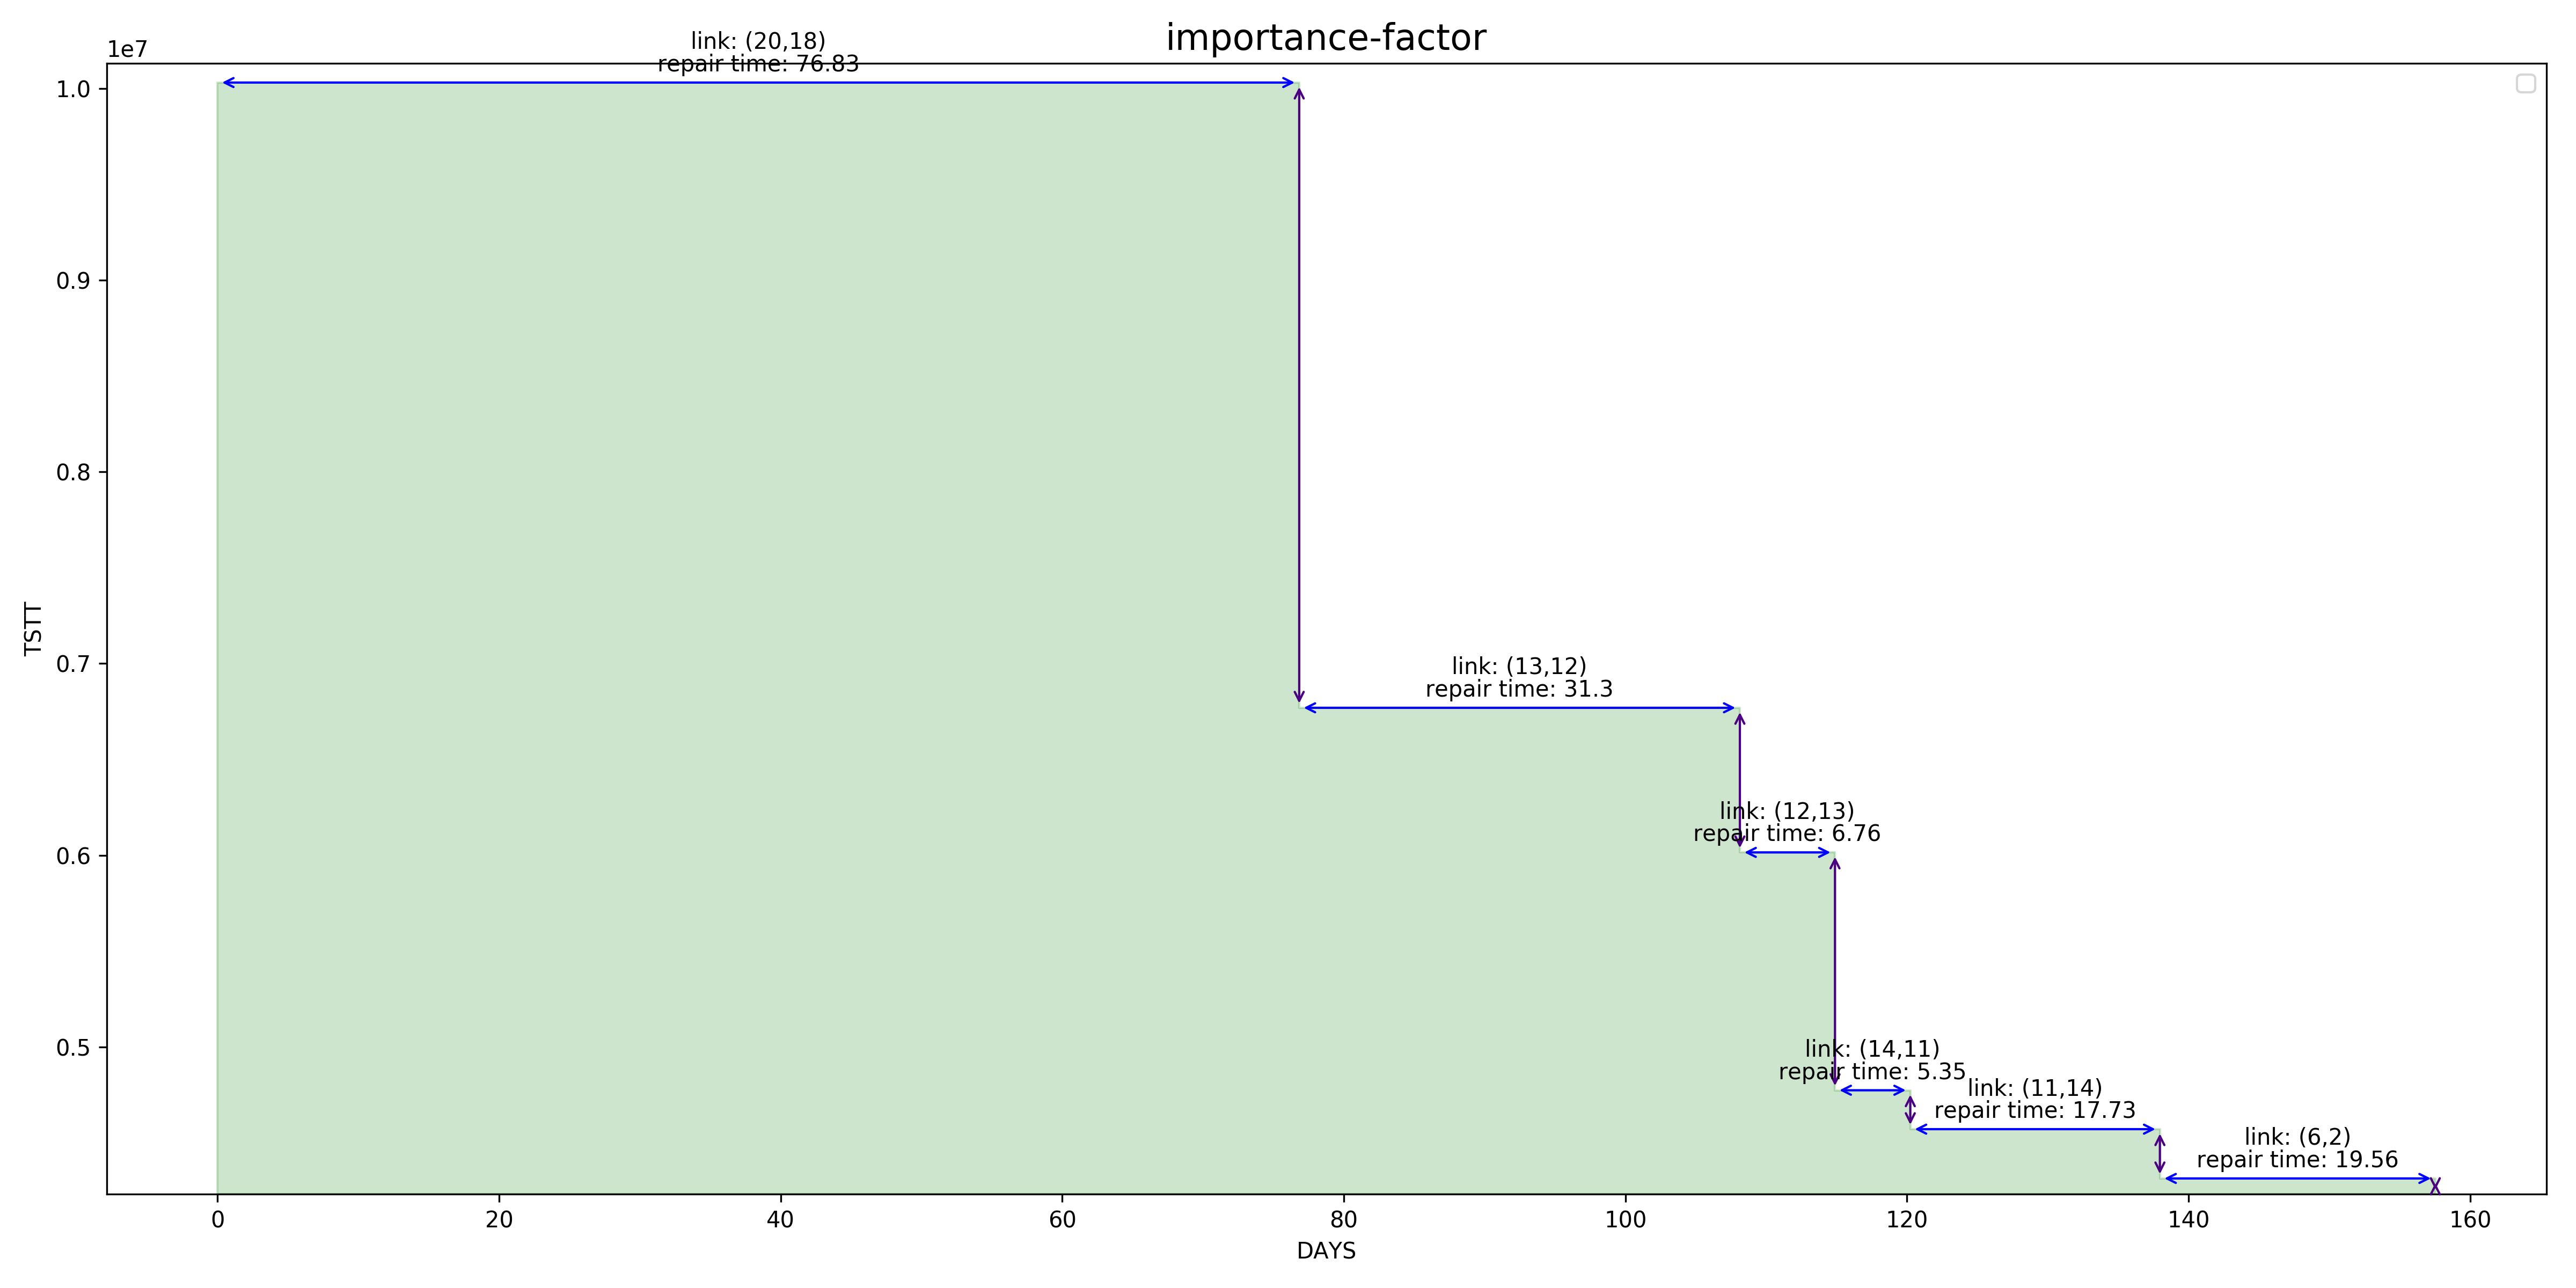 importance-factor
1e7
link: (20,18)
repair time: 76.83
1.0
0.9
0.8
0.7
0.6
0.5
TSTT
link: (13,12)
repair time: 31.3
link: (12,13)
repair time: 6.76
link: (14,11)
repair time: 5.35
link: (11,14)
repair time: 17.73
link: (6,2)
repair time: 19.56
0 20 40 60 80 100 120 140 160
DAYS